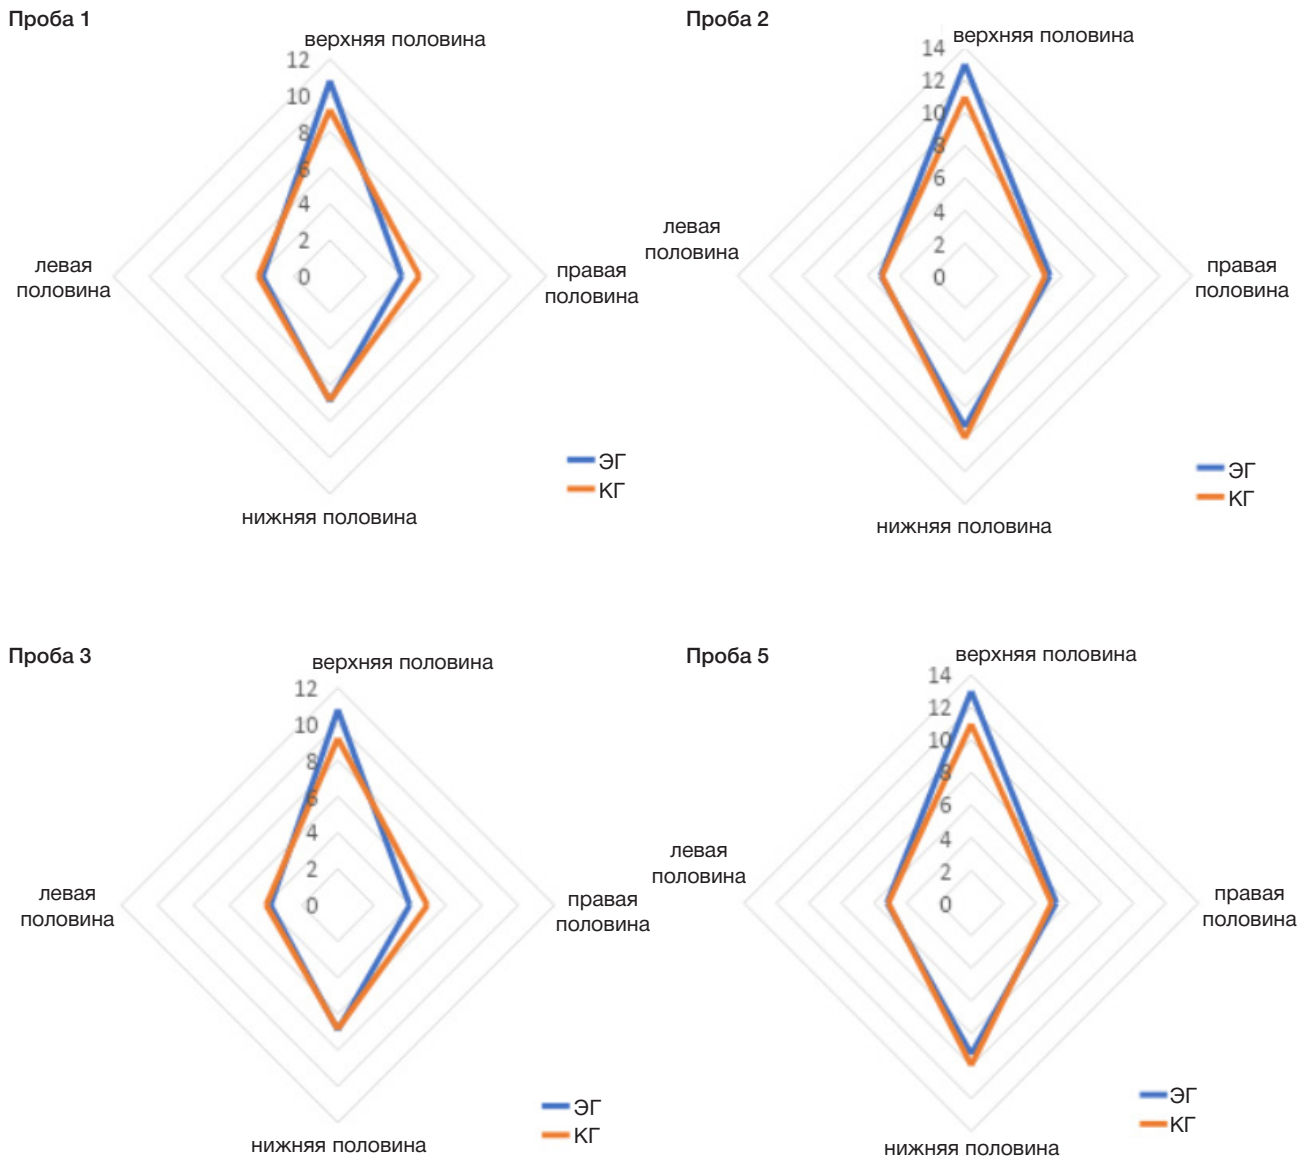 Проба 1
верхняя половина
12
10
8
6
4
2
0
левая
половина
правая
половина
нижняя половина
ЭГ
КГ
Проба 2
верхняя половина
14
12
10
8
6
4
2
0
левая
половина
правая
половина
нижняя половина
ЭГ
КГ
Проба 3
верхняя половина
12
10
8
6
4
2
0
левая
половина
правая
половина
нижняя половина
ЭГ
КГ
Проба 5
верхняя половина
14
12
10
8
6
4
2
0
левая
половина
правая
половина
нижняя половина
ЭГ
КГ